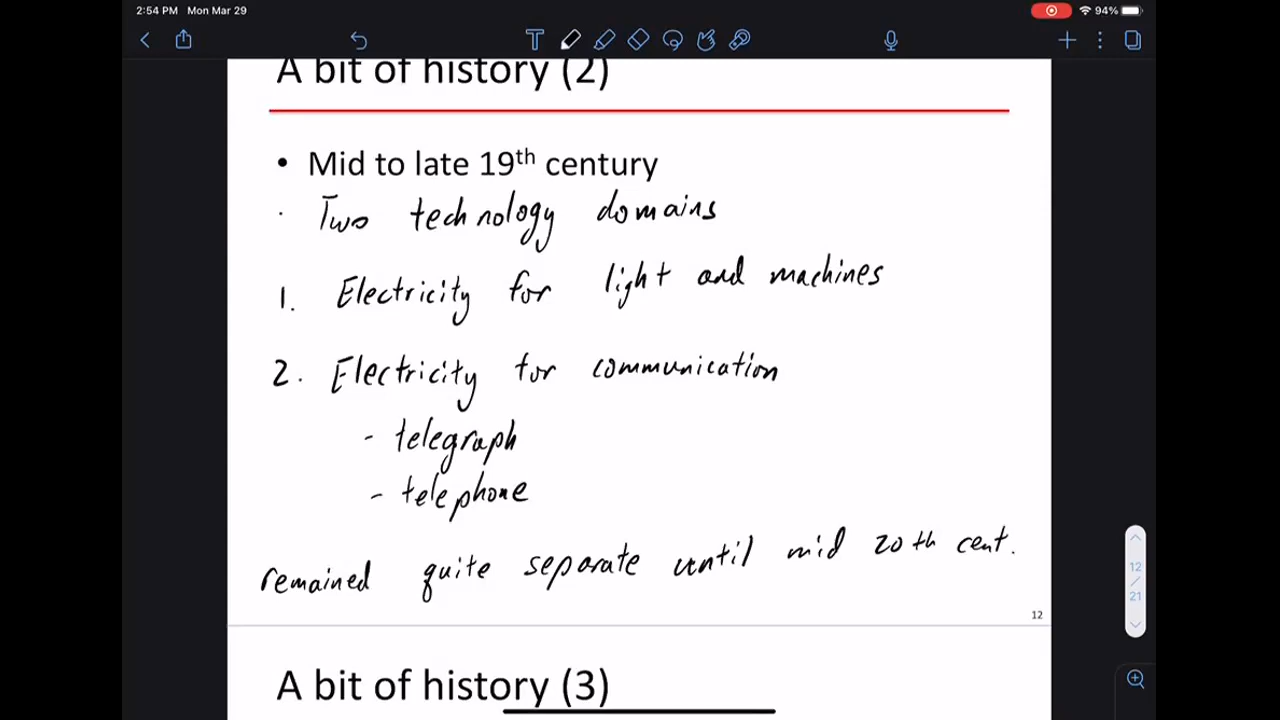 2:54 PM Mon Mar 29
94%
A bit of history (2)
• Mid to late 19th century
· Two technology domains
1. Electricity for light and machines
2. Electricity for communication
- telegraph
- telephone
remained quite separate until mid 20th cent.
12
12
/
21
A bit of history (3)